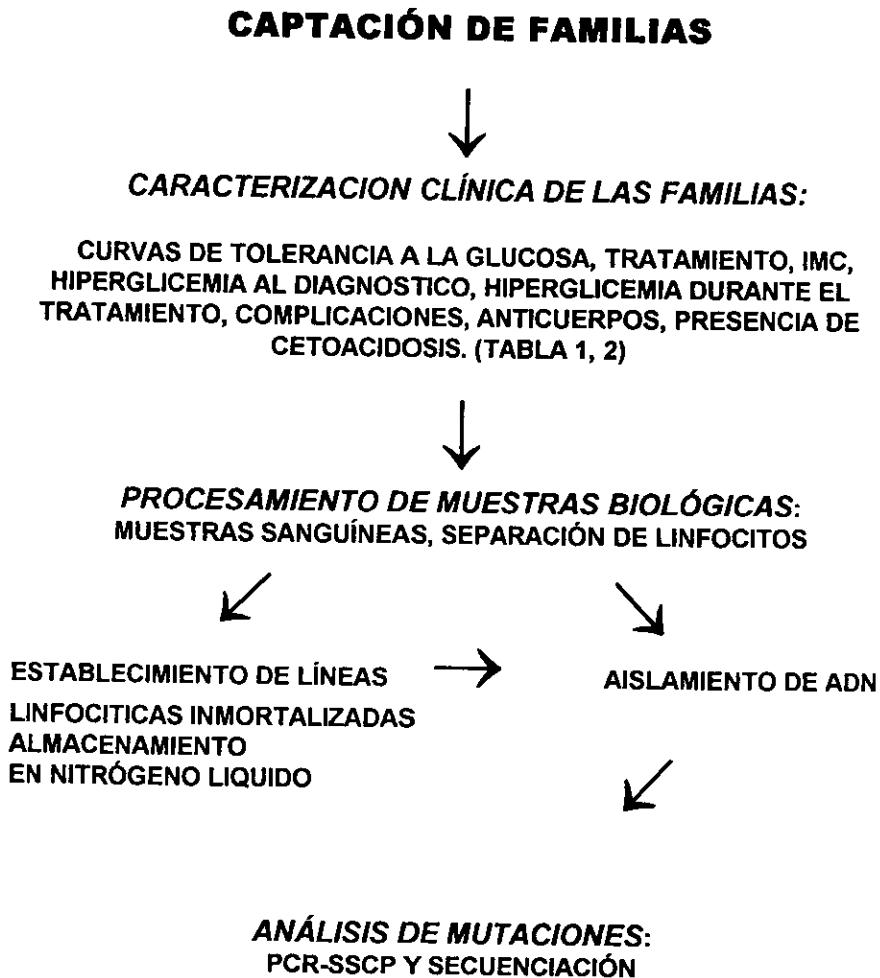 CAPTACIÓN DE FAMILIAS
CARACTERIZACION CLÍNICA DE LAS FAMILIAS:
CURVAS DE TOLERANCIA A LA GLUCOSA, TRATAMIENTO, IMC,
HIPERGLICEMIA AL DIAGNOSTICO, HIPERGLICEMIA DURANTE EL
TRATAMIENTO, COMPLICACIONES, ANTICUERPOS, PRESENCIA DE
CETOACIDOSIS. (TABLA 1, 2)
PROCESAMIENTO DE MUESTRAS BIOLÓGICAS:
MUESTRAS SANGUÍNEAS, SEPARACIÓN DE LINFOCITOS
ESTABLECIMIENTO DE LÍNEAS
LINFOCITICAS INMORTALIZADAS
ALMACENAMIENTO
EN NITRÓGENO LIQUIDO
AISLAMIENTO DE ADN
ANÁLISIS DE MUTACIONES:
PCR-SSCP Y SECUENCIACIÓN